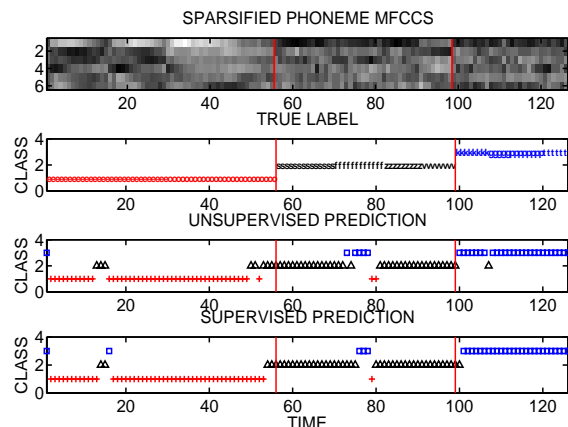 SPARSIFIED PHONEME MFCCS
2
4
6
20 40 60 80 100 120
TRUE LABEL
CLASS
4
2
0
20 40 60 80 100 120
UNSUPERVISED PREDICTION
CLASS
4
2
0
20 40 60 80 100 120
SUPERVISED PREDICTION
CLASS
4
2
0
20 40 60 80 100 120
TIME